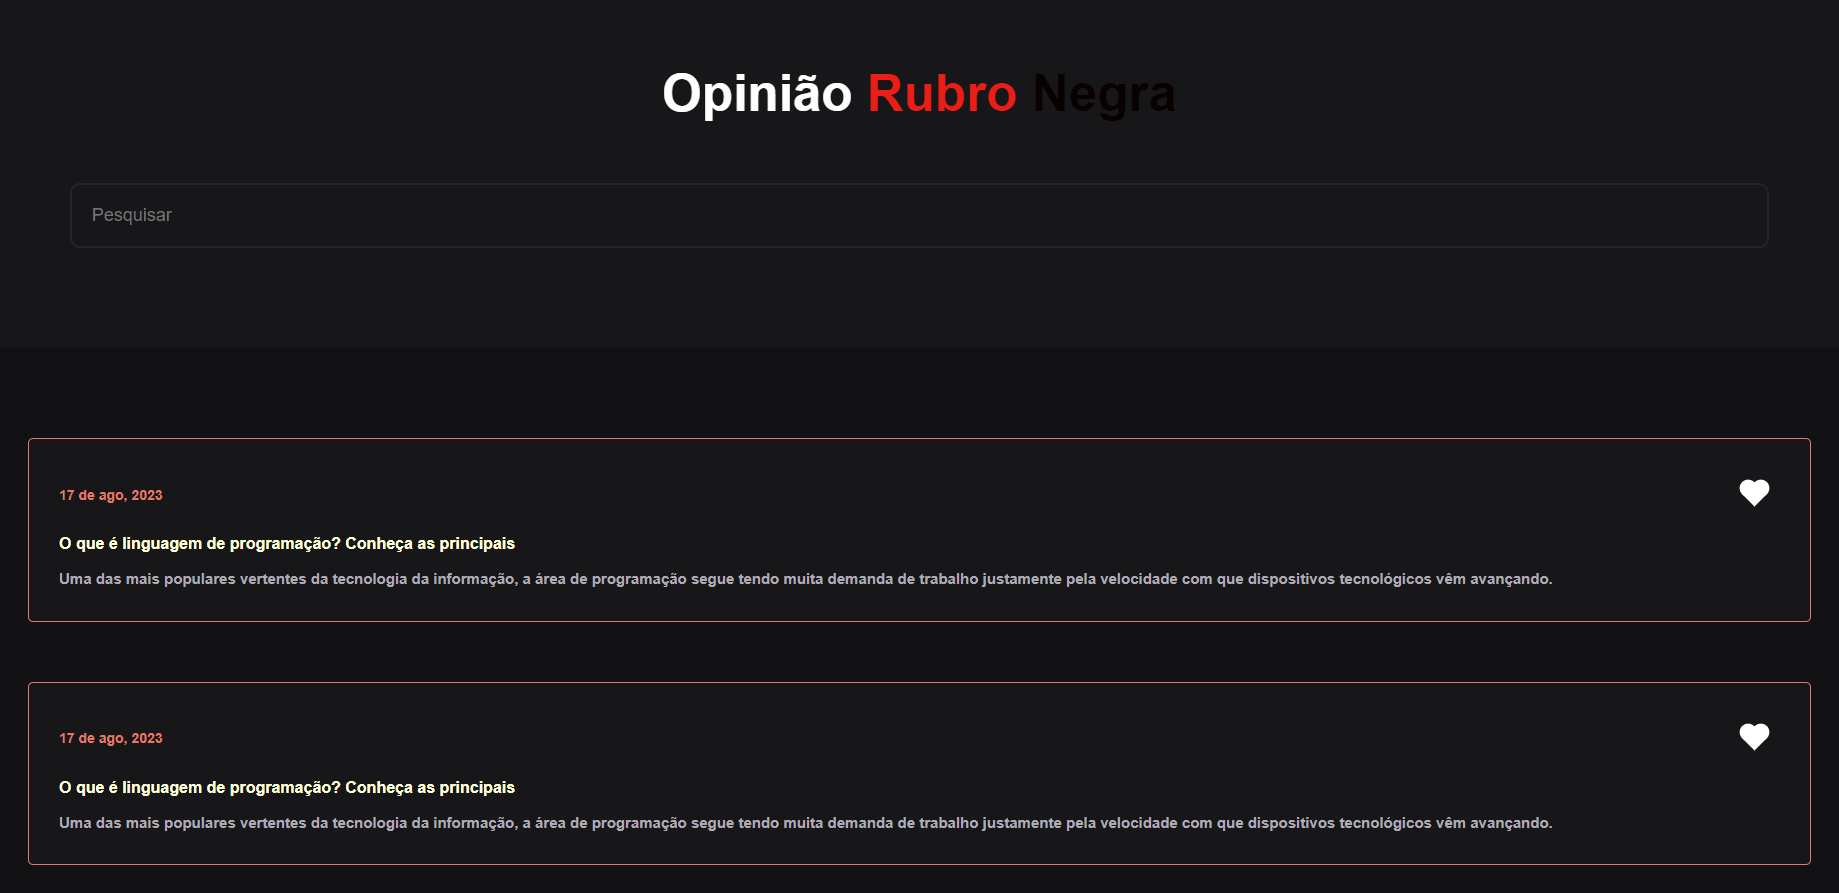 Opinião Rubro Negra
Pesquisar
17 de ago, 2023
O que é linguagem de programação? Conheça as principais
Uma das mais populares vertentes da tecnologia da informação, a área de programação segue tendo muita demanda de trabalho justamente pela velocidade com que dispositivos tecnológicos vêm avançando.
17 de ago, 2023
O que é linguagem de programação? Conheça as principais
Uma das mais populares vertentes da tecnologia da informação, a área de programação segue tendo muita demanda de trabalho justamente pela velocidade com que dispositivos tecnológicos vêm avançando.